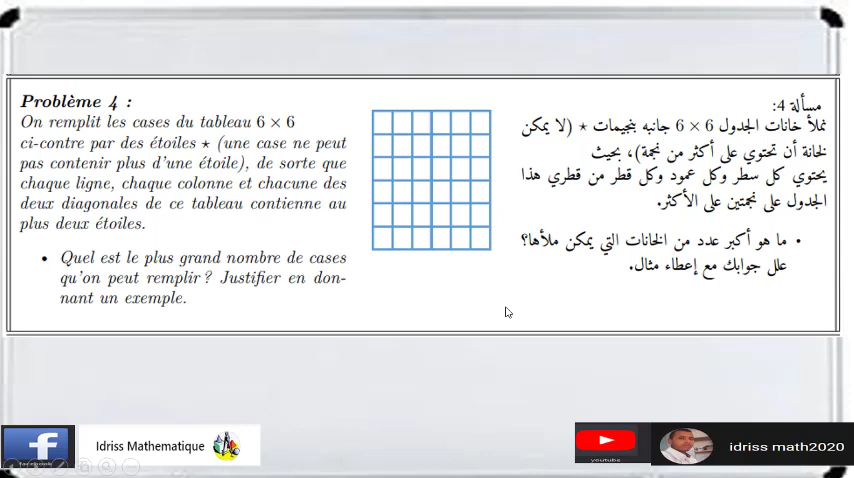 Problème 4 :
On remplit les cases du tableau 6 × 6
ci-contre par des étoiles ⋆ (une case ne peut
pas contenir plus d'une étoile), de sorte que
chaque ligne, chaque colonne et chacune des
deux diagonales de ce tableau contienne au
plus deux étoiles.
• Quel est le plus grand nombre de cases
qu'on peut remplir ? Justifier en don-
nant un exemple.
مسألة 4:
نملأ خانات الجدول 6 × 6 جانبه بنجيمات ⋆ (لا يمكن
لخانة أن تحتوي على أكثر من نجمة)، بحيث
يحتوي كل سطر وكل عمود وكل قطر من قطري هذا
الجدول على نجمتين على الأكثر.
• ما هو أكبر عدد من الخانات التي يمكن ملأها؟
علل جوابك مع إعطاء مثال.
facebook
Idriss Mathematique
youtube
idriss math2020